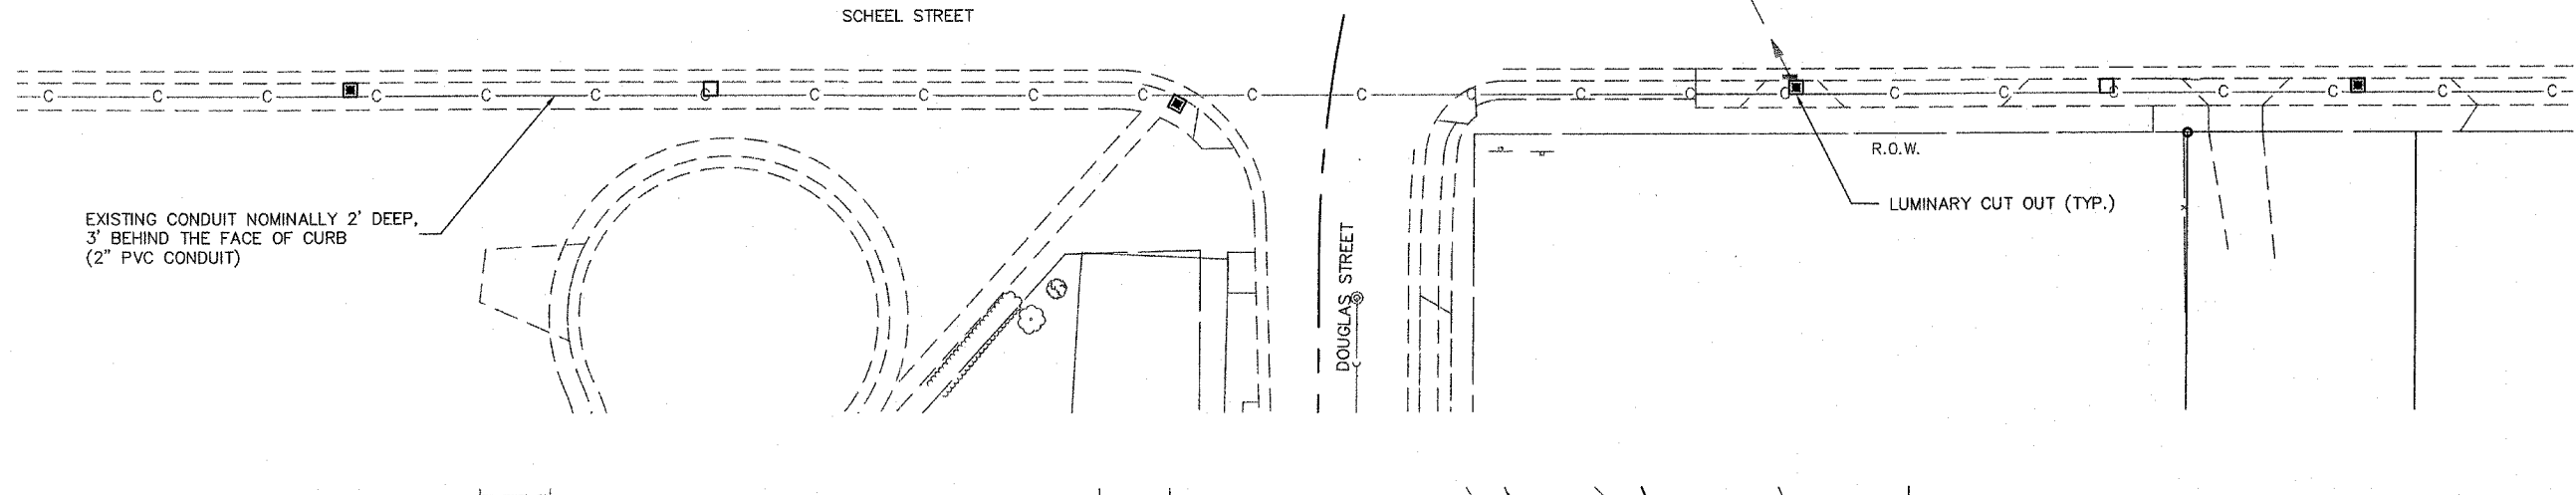 SCHEEL STREET
C C C C C C C C C C C C C C C C C C C C C C C C
R.O.W.
EXISTING CONDUIT NOMINALLY 2' DEEP,
3' BEHIND THE FACE OF CURB
(2" PVC CONDUIT)
LUMINARY CUT OUT (TYP.)
DOUGLAS STREET